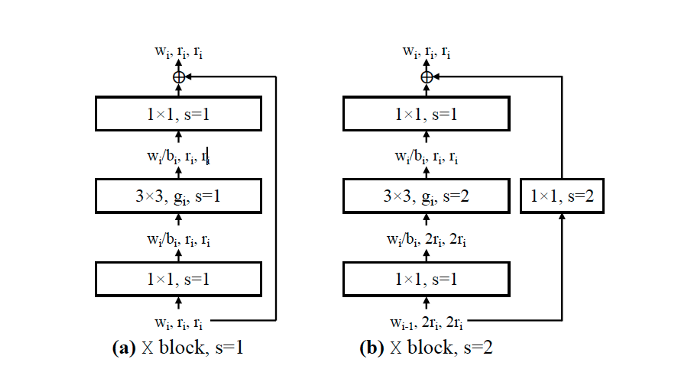 wᵢ, rᵢ, rᵢ
1×1, s=1
wᵢ/bᵢ, rᵢ, rᵢ
3×3, gᵢ, s=1
wᵢ/bᵢ, rᵢ, rᵢ
1×1, s=1
wᵢ, rᵢ, rᵢ
(a) X block, s=1
wᵢ, rᵢ, rᵢ
1×1, s=1
wᵢ/bᵢ, rᵢ, rᵢ
3×3, gᵢ, s=2
1×1, s=2
wᵢ/bᵢ, 2rᵢ, 2rᵢ
1×1, s=1
wᵢ₋₁, 2rᵢ, 2rᵢ
(b) X block, s=2